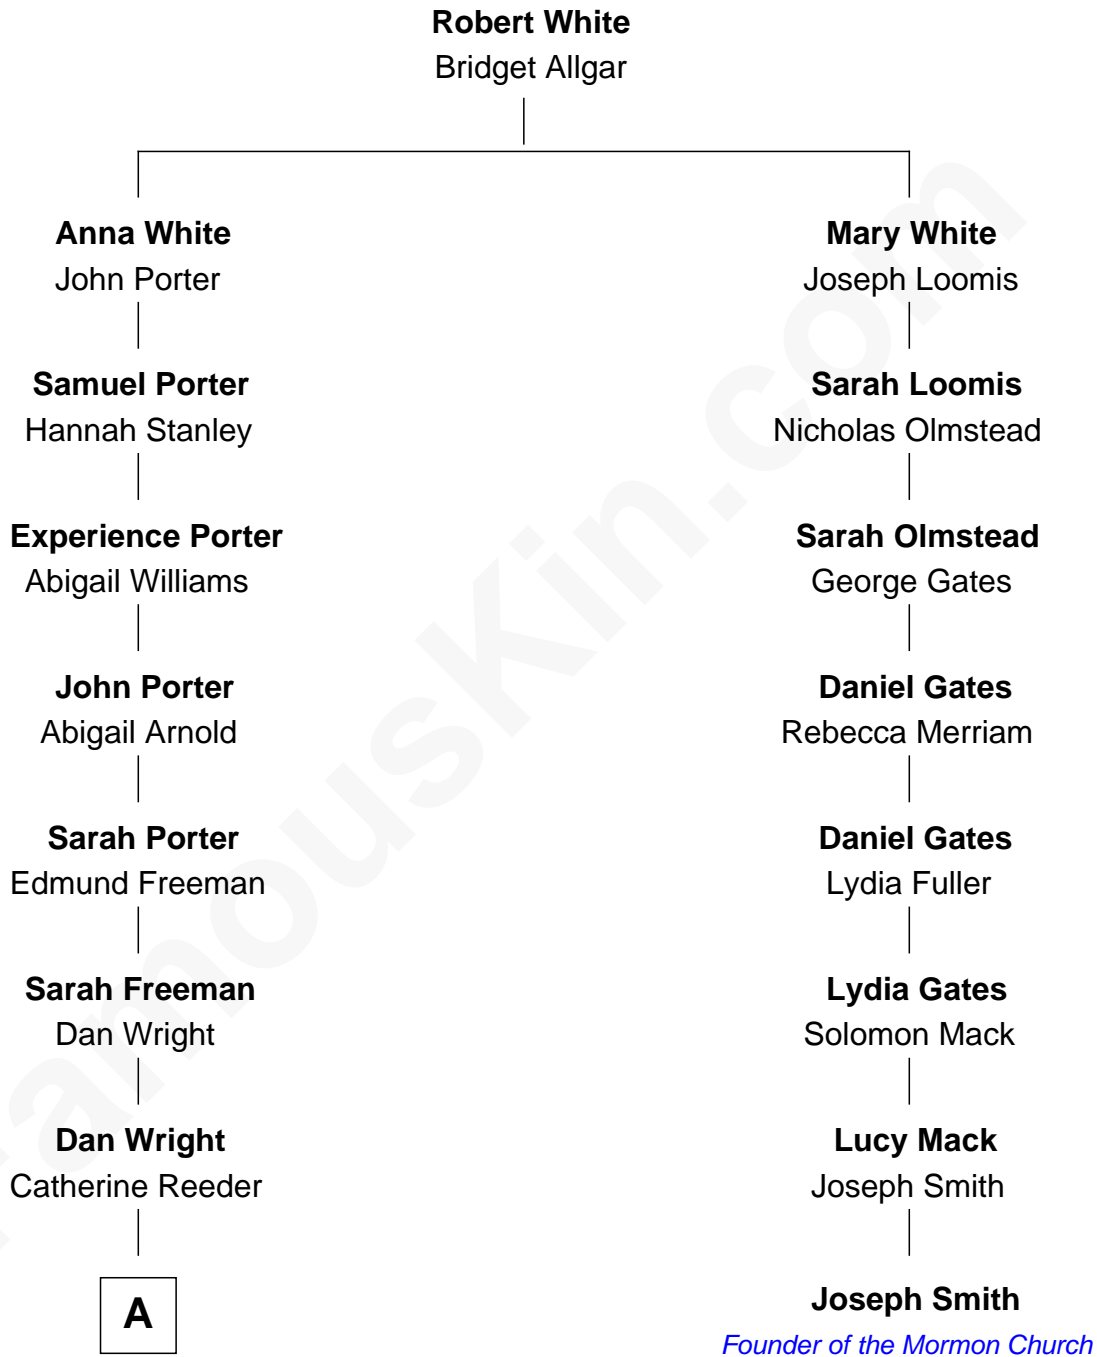 Robert White
Bridget Allgar
Anna White
John Porter
Mary White
Joseph Loomis
Samuel Porter
Hannah Stanley
Sarah Loomis
Nicholas Olmstead
Experience Porter
Abigail Williams
Sarah Olmstead
George Gates
John Porter
Abigail Arnold
Daniel Gates
Rebecca Merriam
Sarah Porter
Edmund Freeman
Daniel Gates
Lydia Fuller
Sarah Freeman
Dan Wright
Lydia Gates
Solomon Mack
Dan Wright
Catherine Reeder
Lucy Mack
Joseph Smith
A
Joseph Smith
Founder of the Mormon Church
FamousKin.com